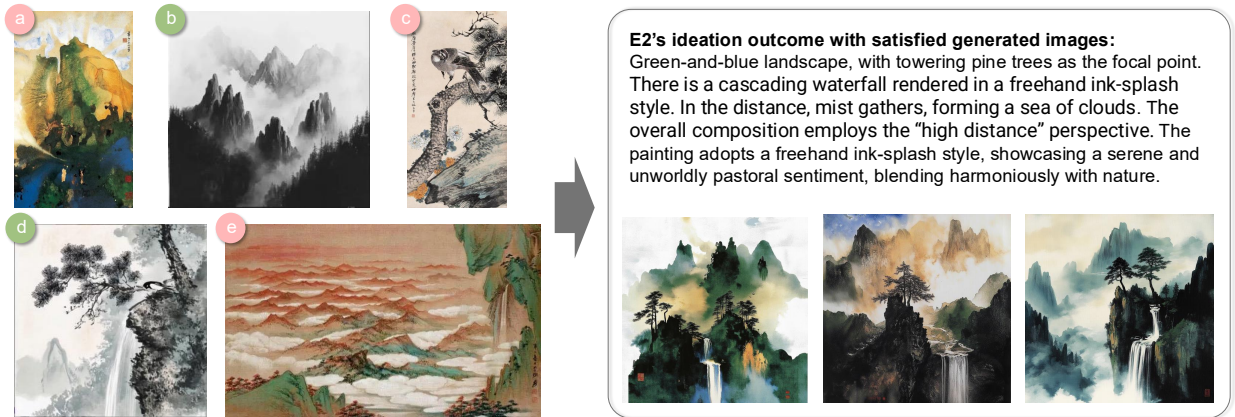 a
b
c
d
e
E2's ideation outcome with satisfied generated images:
Green-and-blue landscape, with towering pine trees as the focal point.
There is a cascading waterfall rendered in a freehand ink-splash
style. In the distance, mist gathers, forming a sea of clouds. The
overall composition employs the “high distance” perspective. The
painting adopts a freehand ink-splash style, showcasing a serene and
unworldly pastoral sentiment, blending harmoniously with nature.